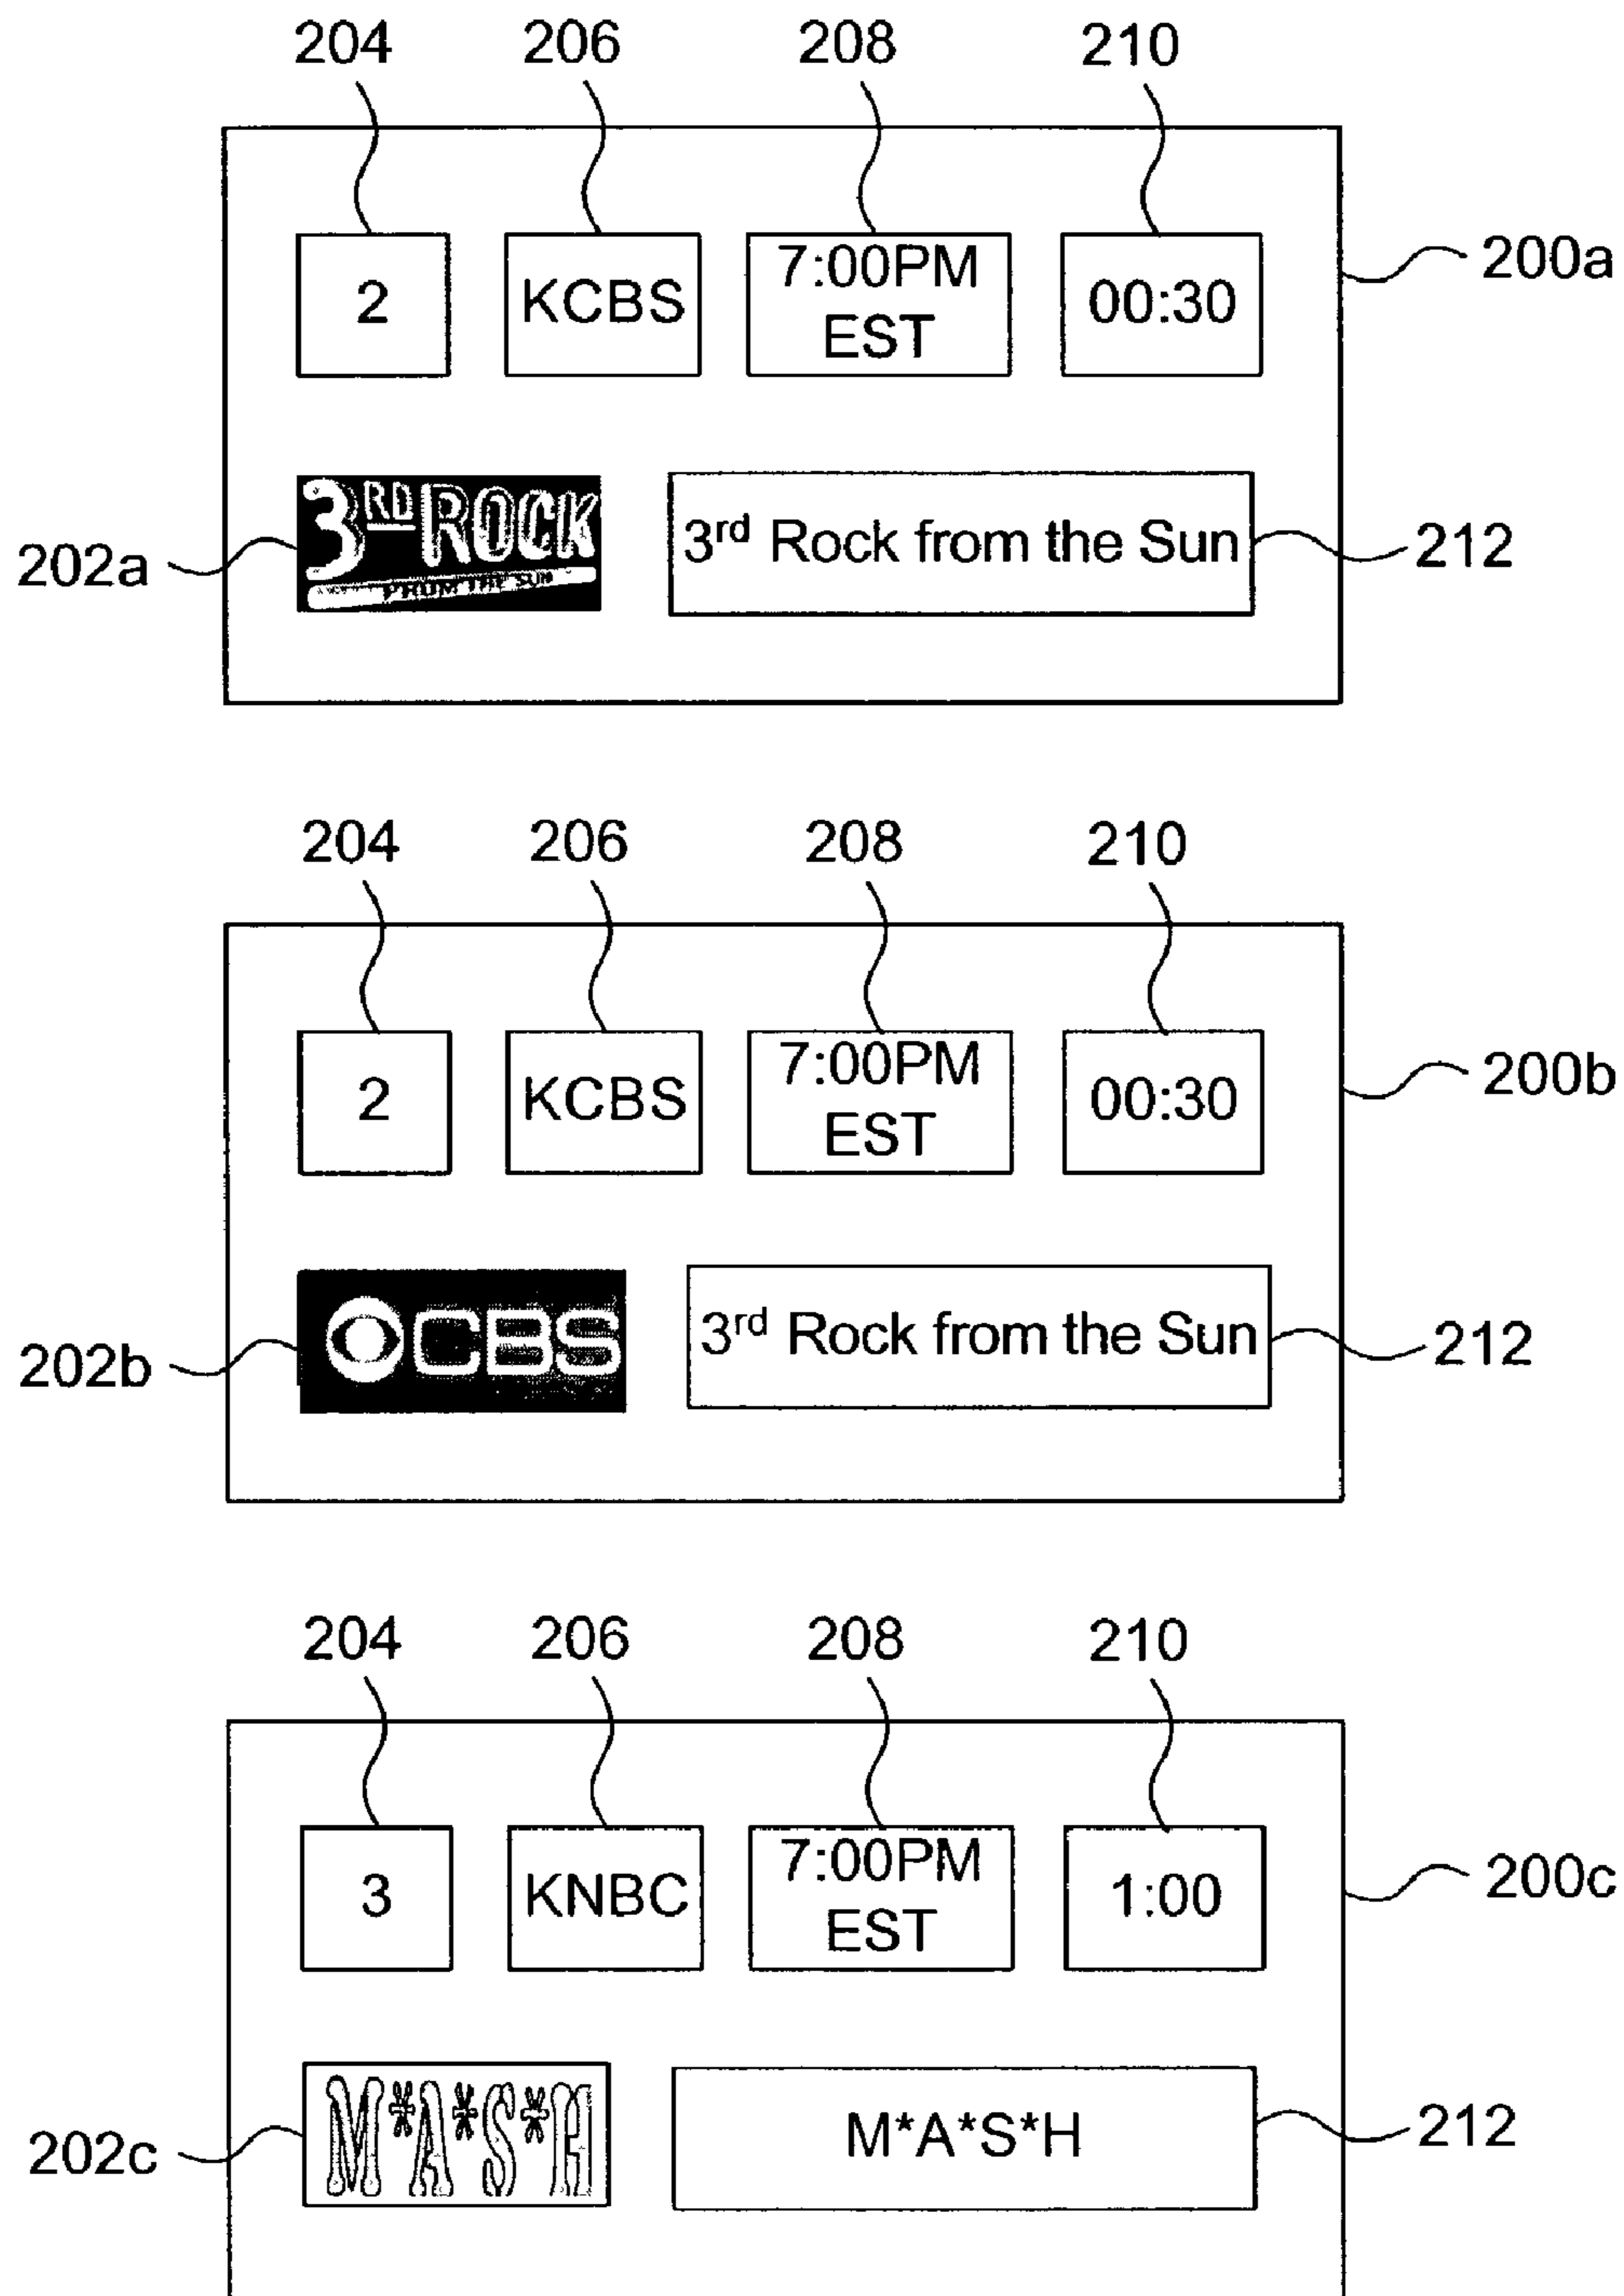 204 206 208 210
200a
2 KCBS 7:00PM EST 00:30
3RD ROCK
FROM THE SUN
3rd Rock from the Sun
202a
212
204 206 208 210
200b
2 KCBS 7:00PM EST 00:30
CBS
3rd Rock from the Sun
202b
212
204 206 208 210
200c
3 KNBC 7:00PM EST 1:00
M*A*S*H
M*A*S*H
202c
212